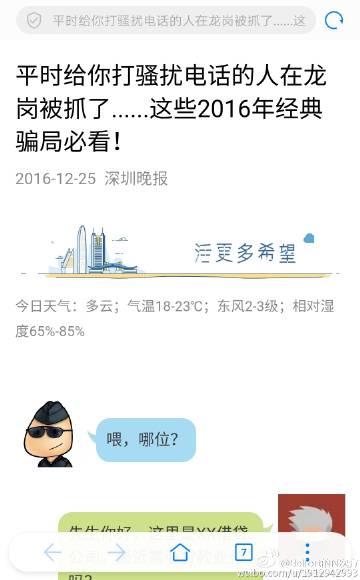 平时给你打骚扰电话的人在龙岗被抓了......这
平时给你打骚扰电话的人在龙
岗被抓了......这些2016年经典
骗局必看！
2016-12-25 深圳晚报
活更多希望
今日天气：多云；气温18-23℃；东风2-3级；相对湿
度65%-85%
喂，哪位？
先生你好，这里是XX借贷
7
weibo.com/u/1912942993